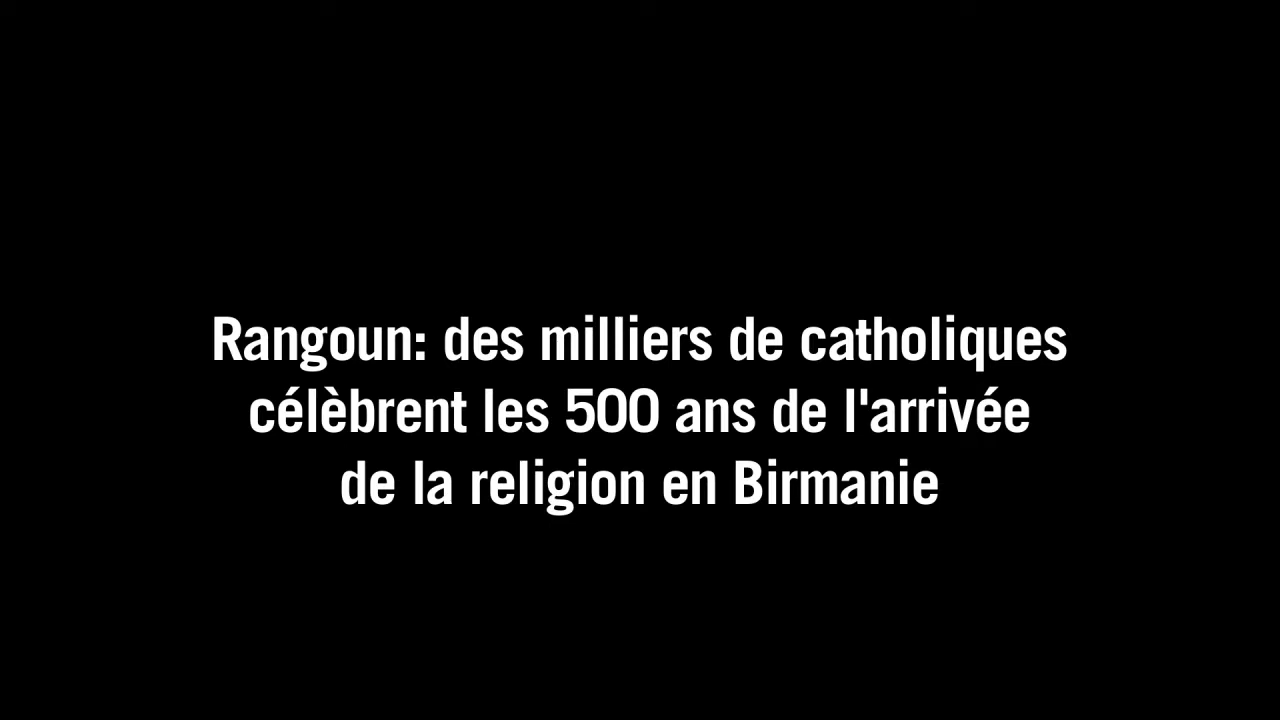 Rangoun: des milliers de catholiques
célèbrent les 500 ans de l'arrivée
de la religion en Birmanie